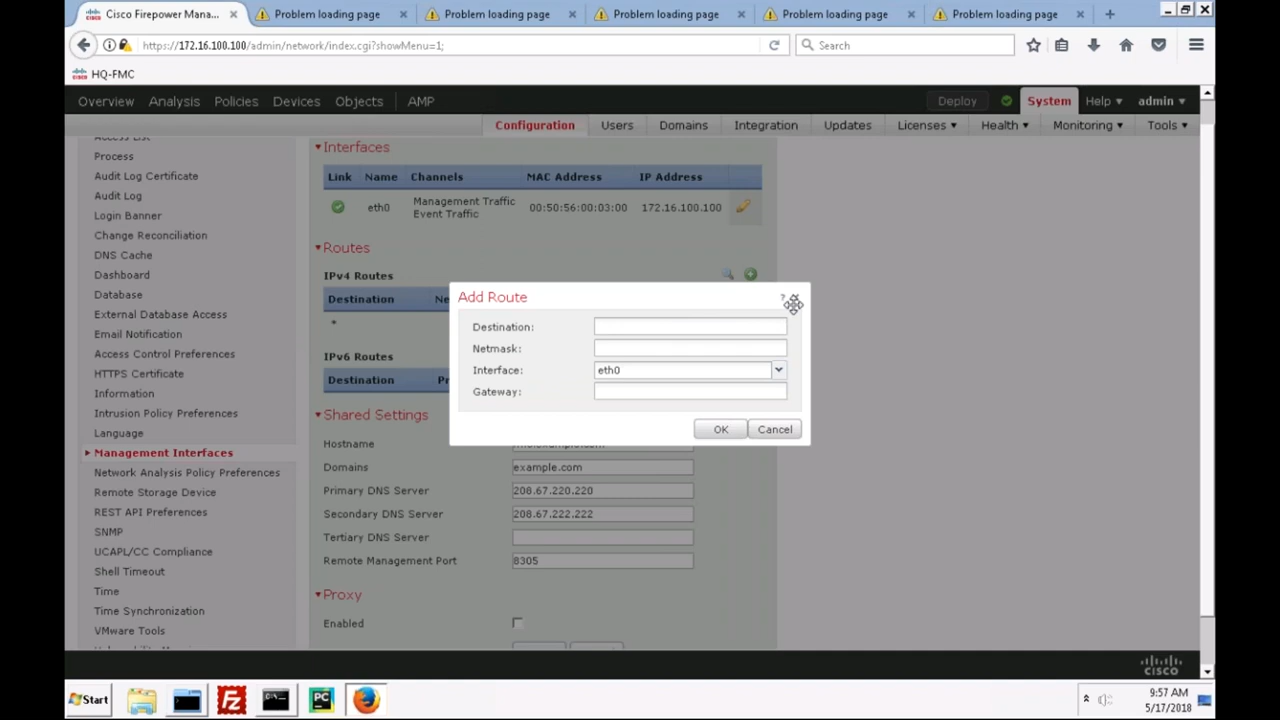 Cisco Firepower Mana...
Problem loading page
Problem loading page
Problem loading page
Problem loading page
Problem loading page
https://172.16.100.100/admin/network/index.cgi?showMenu=1;
Search
HQ-FMC
Overview Analysis Policies Devices Objects AMP
Deploy System Help admin
Configuration Users Domains Integration Updates Licenses Health Monitoring Tools
Access List
Process
Audit Log Certificate
Audit Log
Login Banner
Change Reconciliation
DNS Cache
Dashboard
Database
External Database Access
Email Notification
Access Control Preferences
HTTPS Certificate
Information
Intrusion Policy Preferences
Language
Management Interfaces
Network Analysis Policy Preferences
Remote Storage Device
REST API Preferences
SNMP
UCAPL/CC Compliance
Shell Timeout
Time
Time Synchronization
VMware Tools
Interfaces
Link Name Channels MAC Address IP Address
eth0 Management Traffic 00:50:56:00:03:00 172.16.100.100
Event Traffic
Routes
IPv4 Routes
Destination Ne
*
IPv6 Routes
Destination Pr
Add Route
?
Destination:
Netmask:
Interface: eth0
Gateway:
OK Cancel
Shared Settings
Hostname
Domains example.com
Primary DNS Server 208.67.220.220
Secondary DNS Server 208.67.222.222
Tertiary DNS Server
Remote Management Port 8305
Proxy
Enabled
CISCO
Start
PC
9:57 AM
5/17/2018